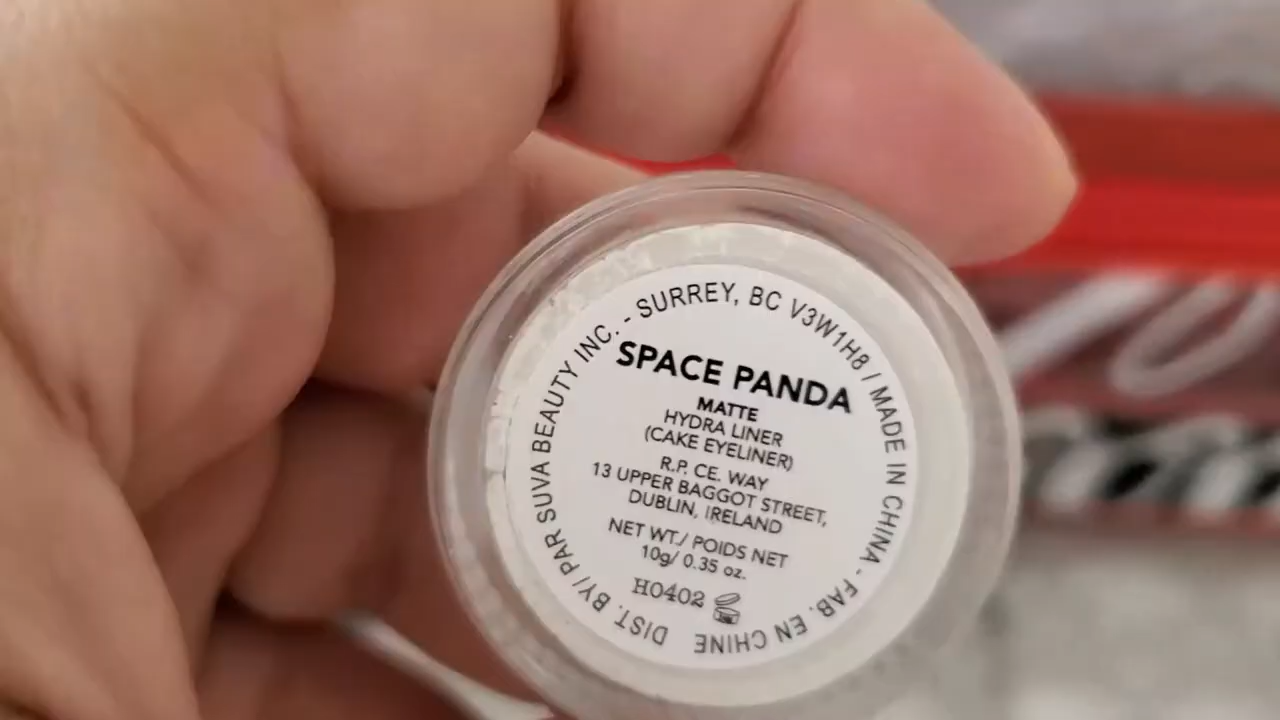 DIST. BY/ PAR SUVA BEAUTY INC. - SURREY, BC V3W1H8 / MADE IN CHINA - FAB. EN CHINE
SPACE PANDA
MATTE
HYDRA LINER
(CAKE EYELINER)
R.P. CE. WAY
13 UPPER BAGGOT STREET,
DUBLIN, IRELAND
NET WT./ POIDS NET
10g/ 0.35 oz.
H0402